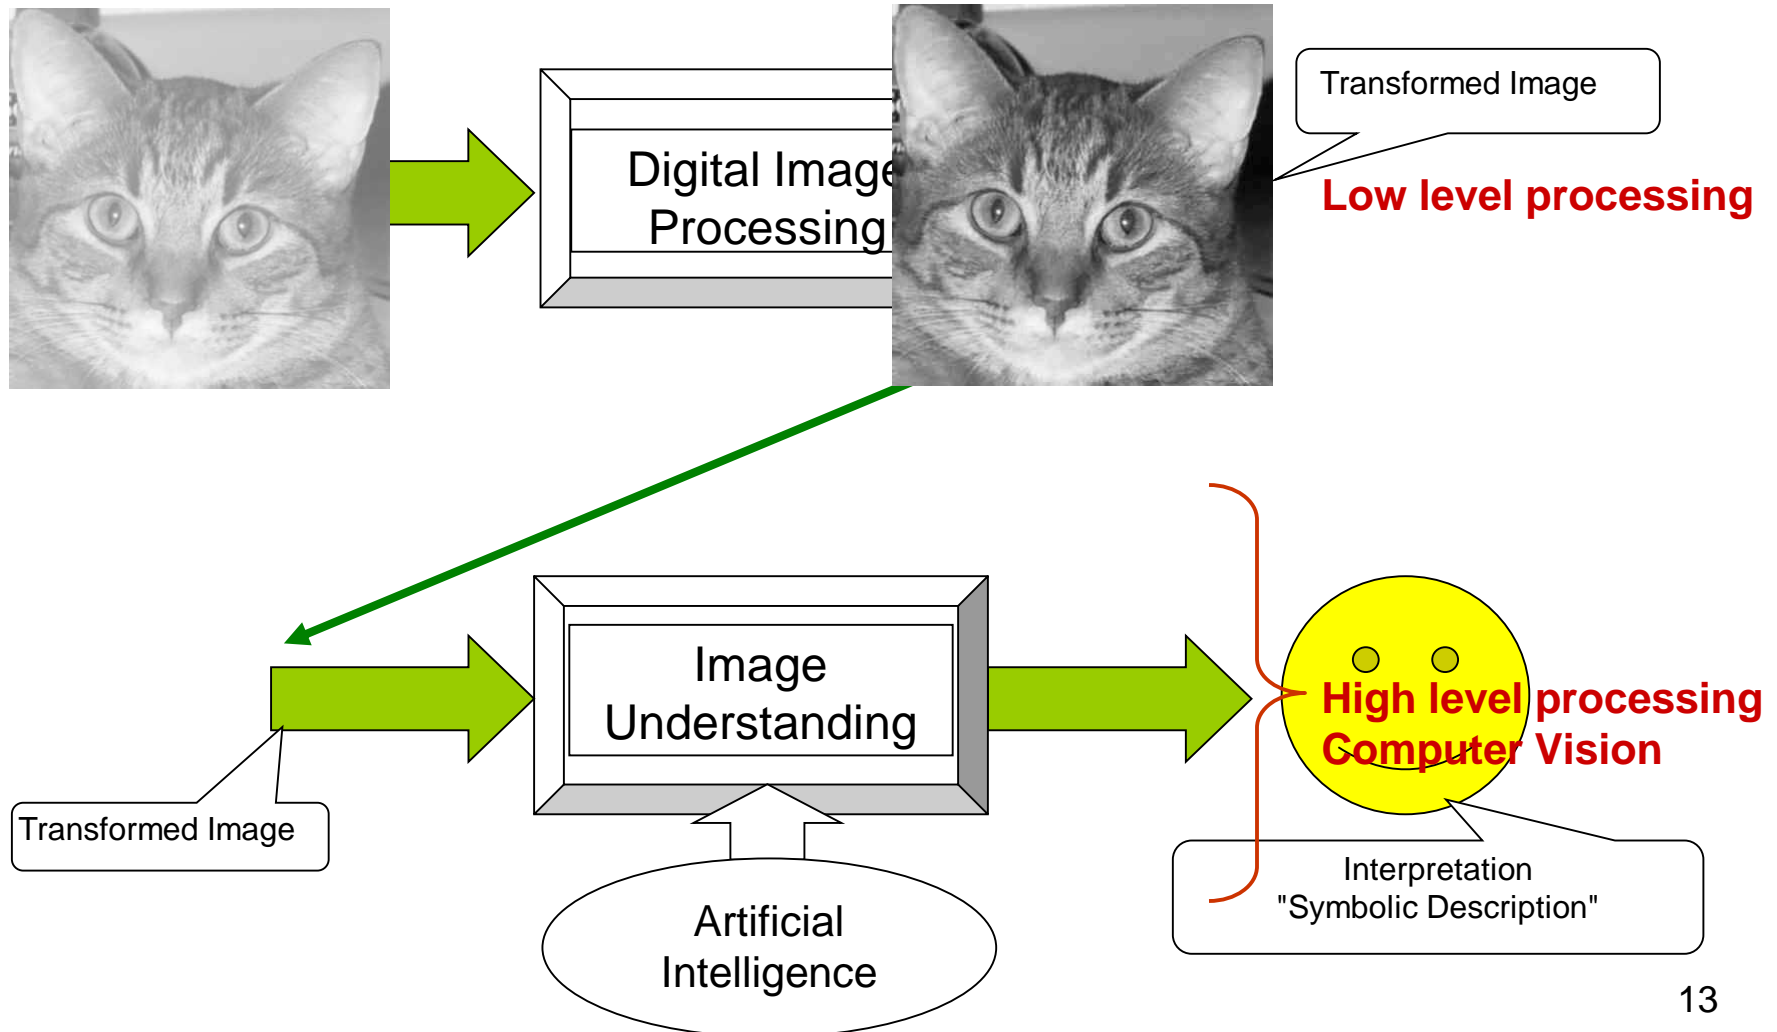 Transformed Image
Digital Image
Processing
Low level processing
Image
Understanding
High level processing
Computer Vision
Transformed Image
Interpretation
"Symbolic Description"
Artificial
Intelligence
13